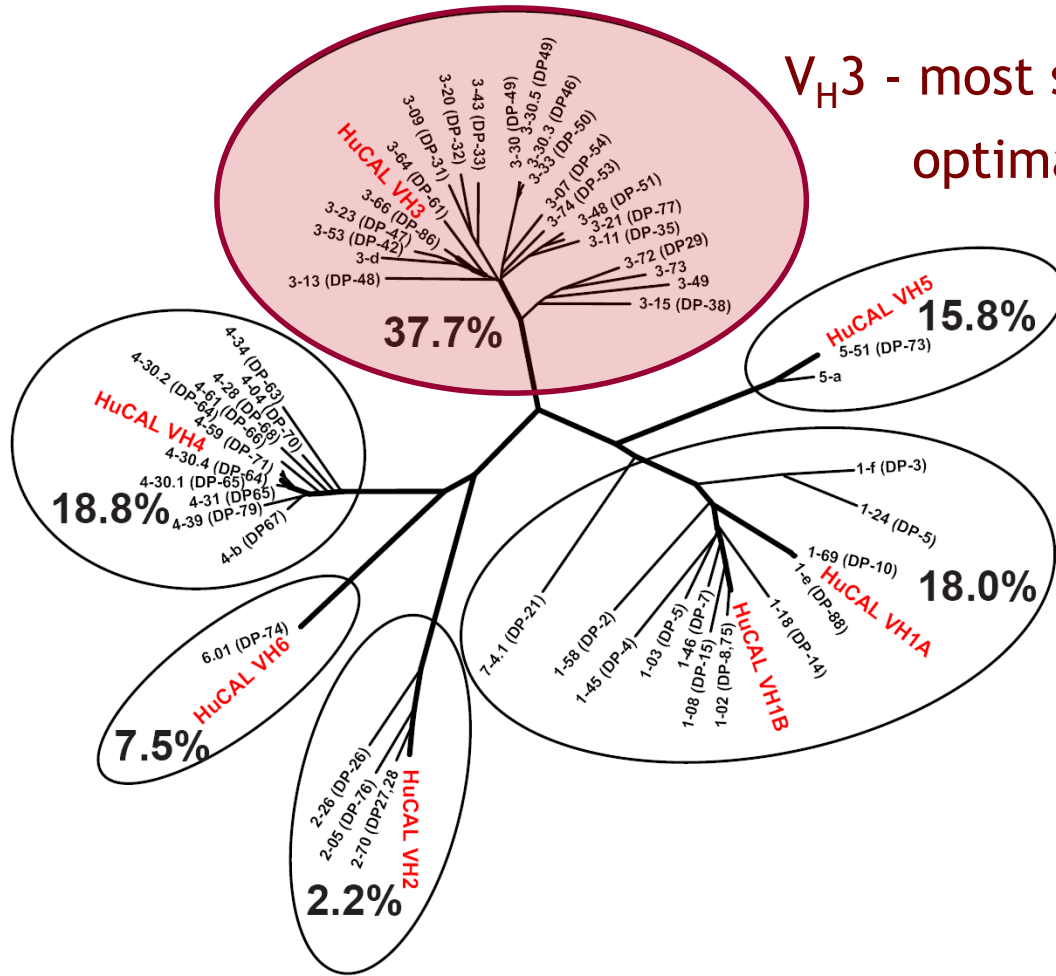 V_H3 - most s
optima
HuCAL VH3
3-13 (DP-48)
3-d
3-53 (DP-42)
3-23 (DP-47)
3-66 (DP-86)
3-64 (DP-61)
3-09 (DP-31)
3-20 (DP-32)
3-43 (DP-33)
3-30 (DP-49)
3-30.5 (DP49)
3-30.3 (DP46)
3-33 (DP-50)
3-07 (DP-54)
3-74 (DP-53)
3-48 (DP-51)
3-21 (DP-77)
3-11 (DP-35)
3-72 (DP29)
3-73
3-49
3-15 (DP-38)
37.7%
HuCAL VH5
15.8%
5-51 (DP-73)
5-a
4-34 (DP-63)
4-04 (DP-70)
4-28 (DP-68)
4-61 (DP-66)
4-30.2 (DP-64)
4-59 (DP-71)
HuCAL VH4
4-30.4 (DP-64)
4-30.1 (DP-65)
4-31 (DP65)
4-39 (DP-79)
4-b (DP67)
18.8%
1-f (DP-3)
1-24 (DP-5)
1-69 (DP-10)
1-e (DP-88)
HuCAL VH1A
18.0%
1-18 (DP-14)
HuCAL VH1B
1-02 (DP-8,75)
1-08 (DP-15)
1-46 (DP-7)
1-03 (DP-5)
1-45 (DP-4)
1-58 (DP-2)
7-4.1 (DP-21)
6.01 (DP-74)
HuCAL VH6
7.5%
2-26 (DP-26)
2-05 (DP-76)
2-70 (DP27,28
HuCAL VH2
2.2%